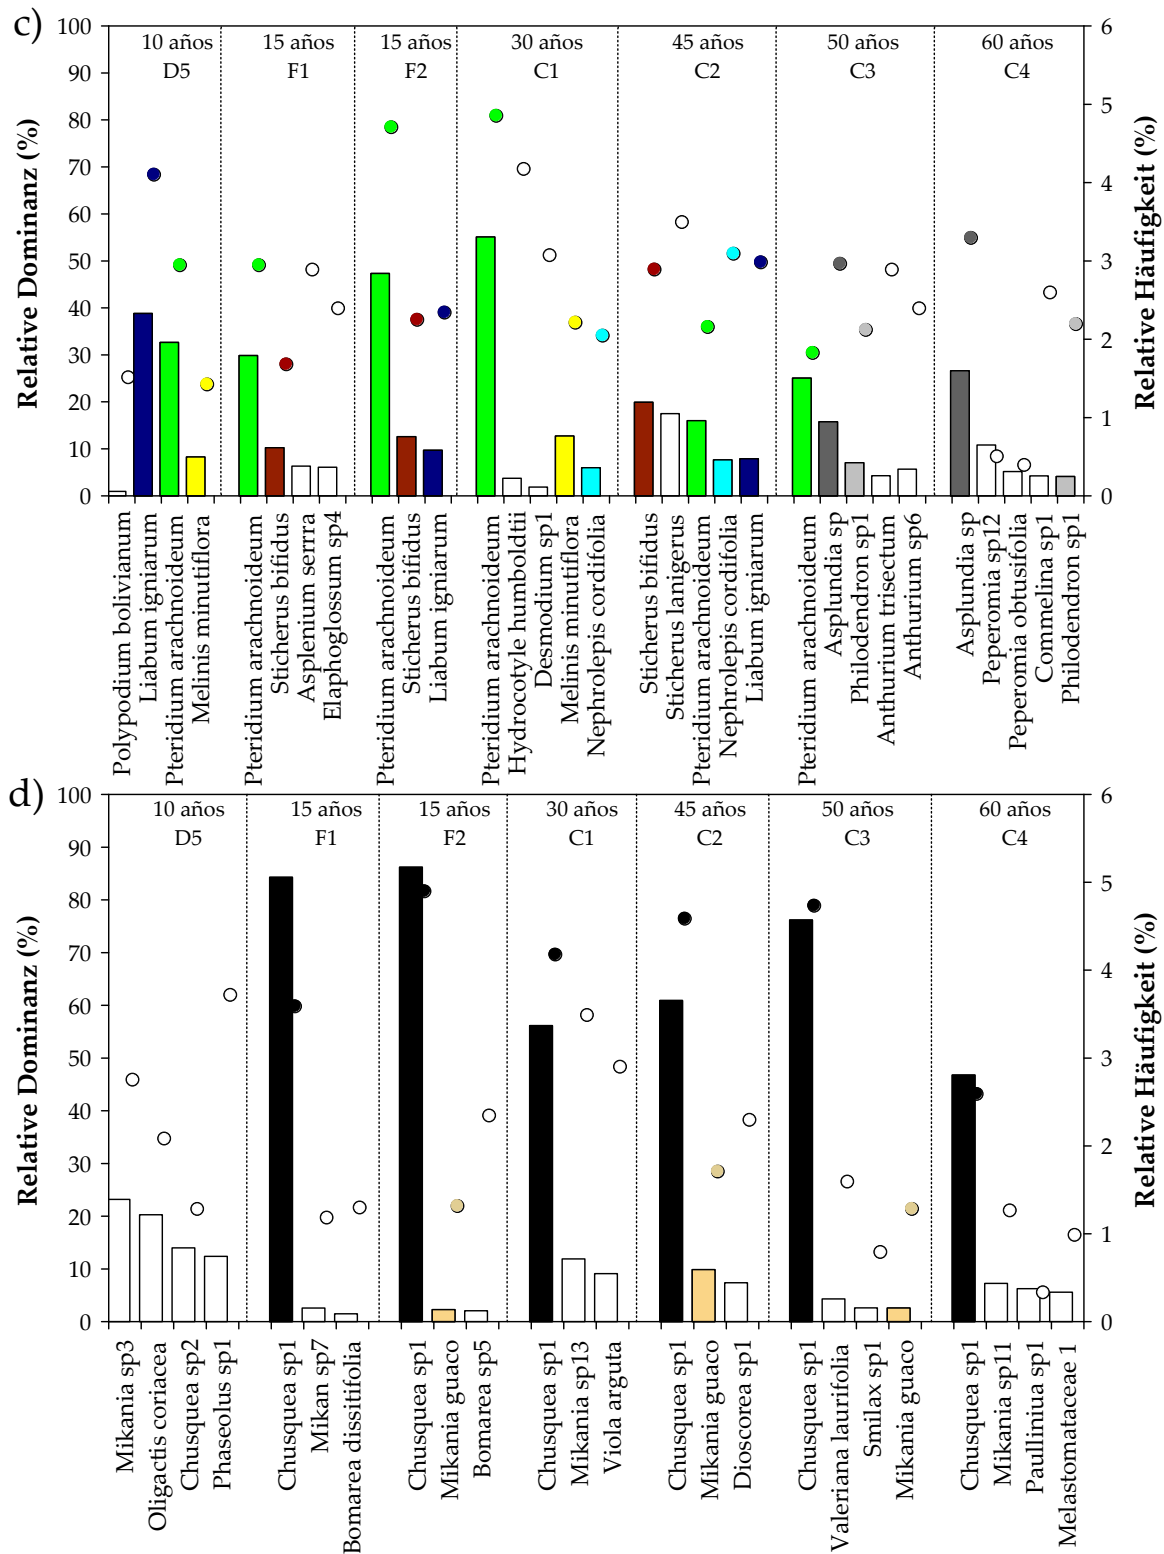 c)
Relative Dominanz (%)
100
90
80
70
60
50
40
30
20
10
0
10 años
D5
15 años
F1
15 años
F2
30 años
C1
45 años
C2
50 años
C3
60 años
C4
6
5
4
3
2
1
0
Relative Häufigkeit (%)
Polypodium bolivianum
Liabum igniarum
Pteridium arachnoideum
Melinis minutiflora
Pteridium arachnoideum
Sticherus bifidus
Asplenium serrra
Elaphoglossum sp4
Pteridium arachnoideum
Sticherus bifidus
Liabum igniarum
Pteridium arachnoideum
Hydrocotyle humboldtii
Desmodium sp1
Melinis minutiflora
Nephrolepis cordifolia
Sticherus bifidus
Sticherus lanigerus
Pteridium arachnoideum
Nephrolepis cordifolia
Liabum igniarum
Pteridium arachnoideum
Asplundia sp
Philodendron sp1
Anthurium trisectum
Anthurium sp6
Asplundia sp
Peperomia sp12
Peperomia obtusifolia
Commelina sp1
Philodendron sp1
d)
Relative Dominanz (%)
100
90
80
70
60
50
40
30
20
10
0
10 años
D5
15 años
F1
15 años
F2
30 años
C1
45 años
C2
50 años
C3
60 años
C4
6
5
4
3
2
1
0
Relative Häufigkeit (%)
Mikania sp3
Oligactis coriacea
Chusquea sp2
Phaseolus sp1
Chusquea sp1
Mikan sp7
Bomarea dissitifolia
Chusquea sp1
Mikania guaco
Bomarea sp5
Chusquea sp1
Mikania sp13
Viola arguta
Chusquea sp1
Mikania guaco
Dioscorea sp1
Chusquea sp1
Valeriana laurifolia
Smilax sp1
Mikania guaco
Chusquea sp1
Mikania sp11
Paulliniua sp1
Melastomataceae 1